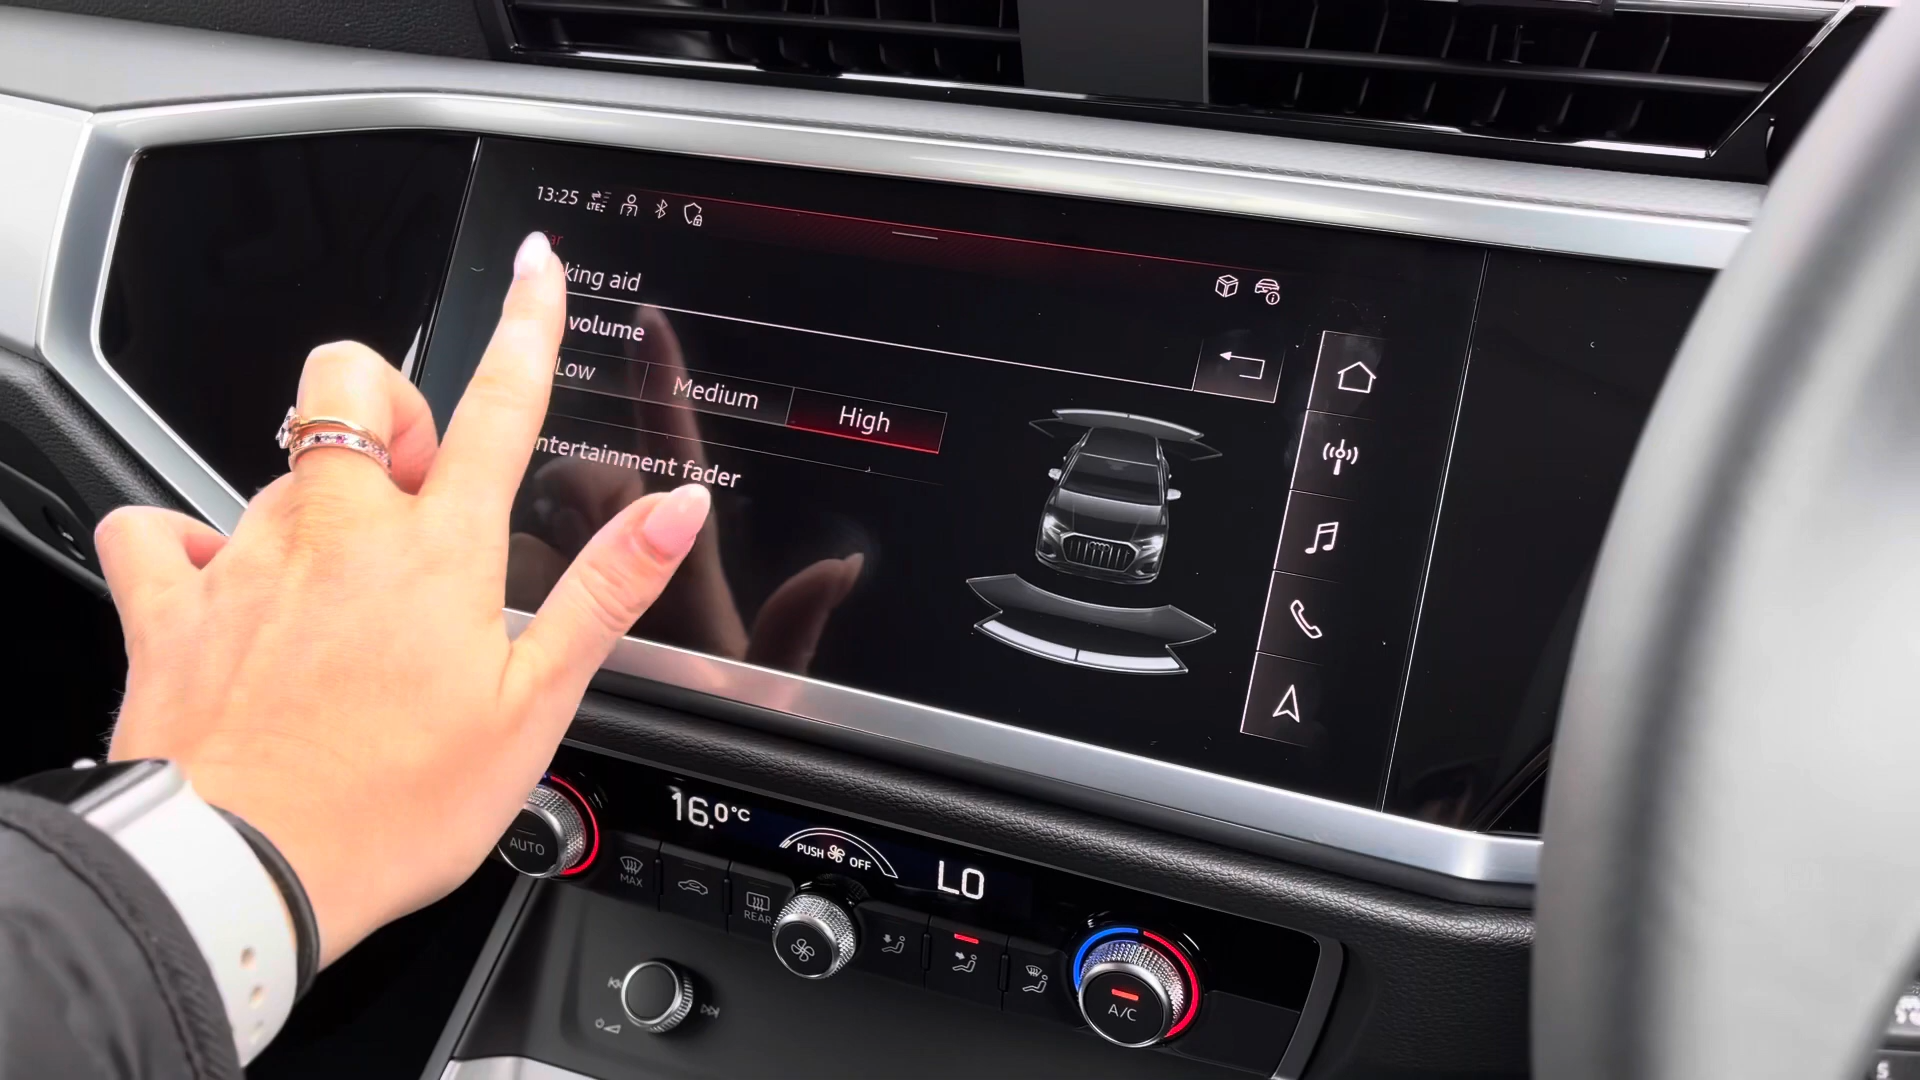 13:25 LTE
king aid
volume
Low Medium High
ntertainment fader
16.0°C
PUSH OFF
LO
AUTO
MAX
REAR
A/C